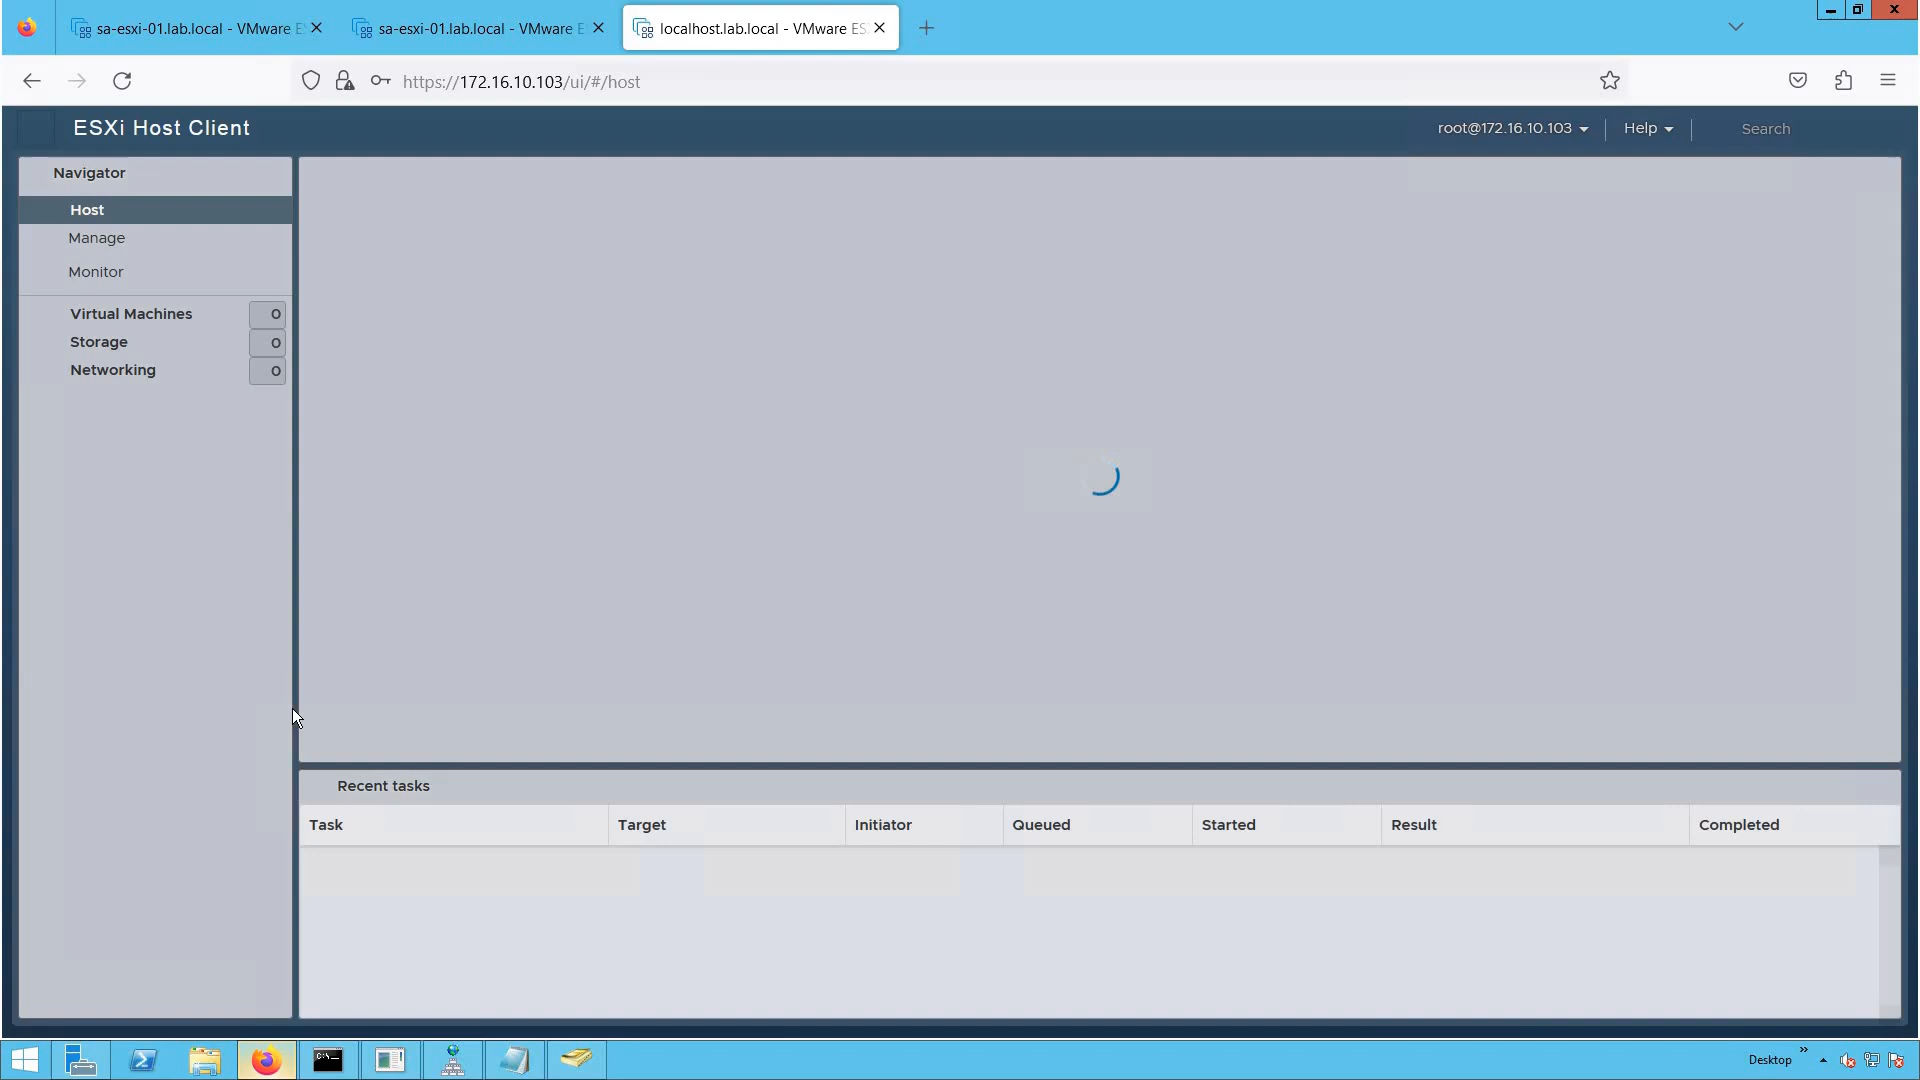 sa-esxi-01.lab.local - VMware E
sa-esxi-01.lab.local - VMware E
localhost.lab.local - VMware ES
https://172.16.10.103/ui/#/host
ESXi Host Client
root@172.16.10.103
Help
Search
Navigator
Host
Manage
Monitor
Virtual Machines 0
Storage 0
Networking 0
Recent tasks
Task Target Initiator Queued Started Result Completed
C:\_
Desktop